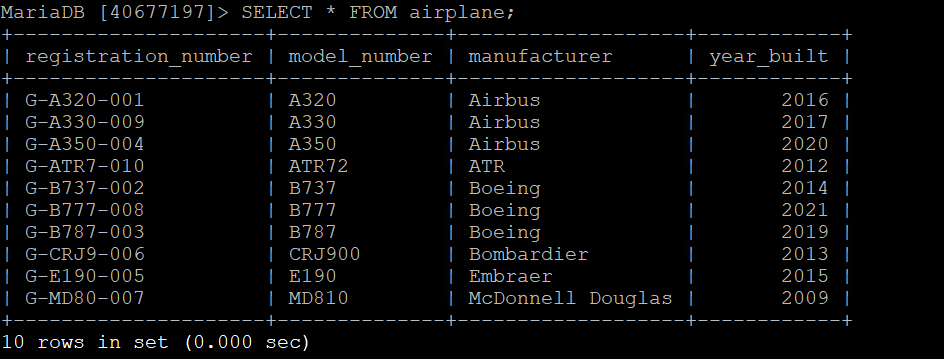 MariaDB [40677197]> SELECT * FROM airplane;
+---------------------+--------------+-------------------+------------+
| registration_number | model_number | manufacturer      | year_built |
+---------------------+--------------+-------------------+------------+
| G-A320-001          | A320         | Airbus            |       2016 |
| G-A330-009          | A330         | Airbus            |       2017 |
| G-A350-004          | A350         | Airbus            |       2020 |
| G-ATR7-010          | ATR72        | ATR               |       2012 |
| G-B737-002          | B737         | Boeing            |       2014 |
| G-B777-008          | B777         | Boeing            |       2021 |
| G-B787-003          | B787         | Boeing            |       2019 |
| G-CRJ9-006          | CRJ900       | Bombardier        |       2013 |
| G-E190-005          | E190         | Embraer           |       2015 |
| G-MD80-007          | MD810        | McDonnell Douglas |       2009 |
+---------------------+--------------+-------------------+------------+
10 rows in set (0.000 sec)